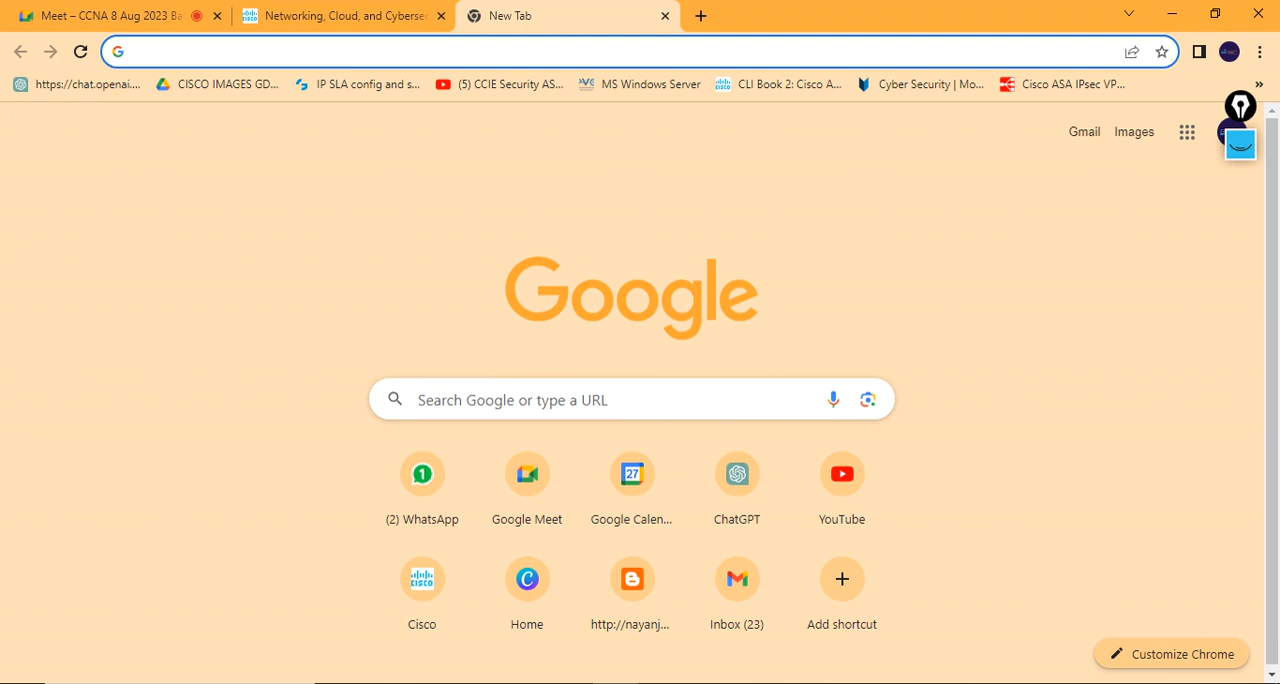 Meet – CCNA 8 Aug 2023 Ba
Networking, Cloud, and Cybersec
New Tab
https://chat.openai....
CISCO IMAGES GD...
IP SLA config and s...
(5) CCIE Security AS...
MS Windows Server
CLI Book 2: Cisco A...
Cyber Security | Mo...
Cisco ASA IPsec VP...
Gmail
Images
Google
Search Google or type a URL
(2) WhatsApp
Google Meet
Google Calen...
ChatGPT
YouTube
Cisco
Home
http://nayanj...
Inbox (23)
Add shortcut
Customize Chrome